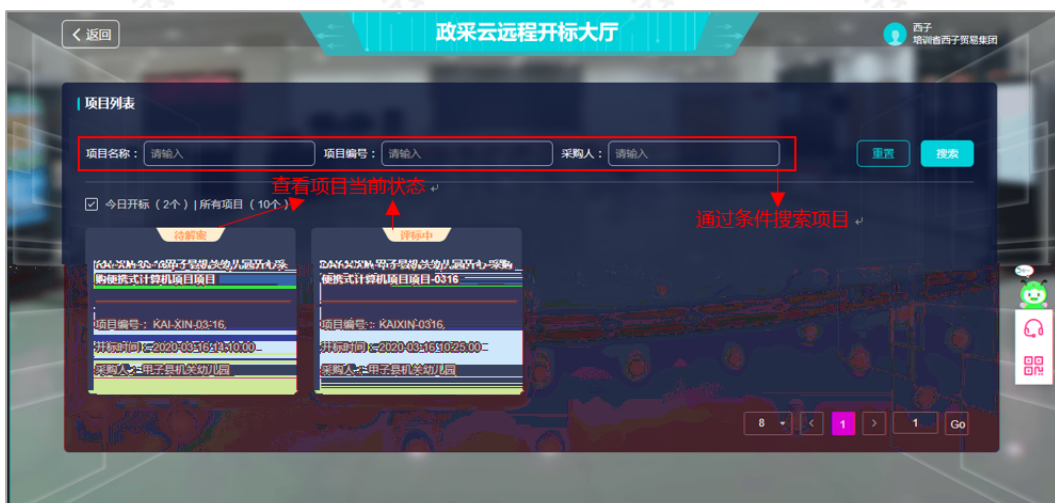 返回
政采云远程开标大厅
西子
培训省西子贸易集团
项目列表
项目名称： 请输入 项目编号： 请输入 采购人： 请输入 重置 搜索
查看项目当前状态
今日开标（2个）| 所有项目（10个）
通过条件搜索项目
待解密
评标中
购便携式计算机项目项目
便携式计算机项目项目-0316
项目编号： KAI-XIN-03-16,
项目编号： KAIXIN-0316,
开标时间：2020-03-16 14:10:00
开标时间：2020-03-16 10:25:00
采购人：甲子县机关幼儿园
采购人：甲子县机关幼儿园
8 < 1 > 1 Go